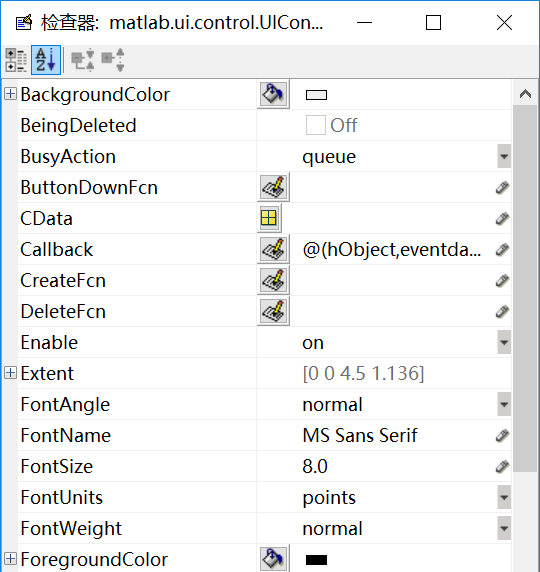 检查器: matlab.ui.control.UICon...
BackgroundColor
BeingDeleted Off
BusyAction queue
ButtonDownFcn
CData
Callback @(hObject,eventda...
CreateFcn
DeleteFcn
Enable on
Extent [0 0 4.5 1.136]
FontAngle normal
FontName MS Sans Serif
FontSize 8.0
FontUnits points
FontWeight normal
ForegroundColor